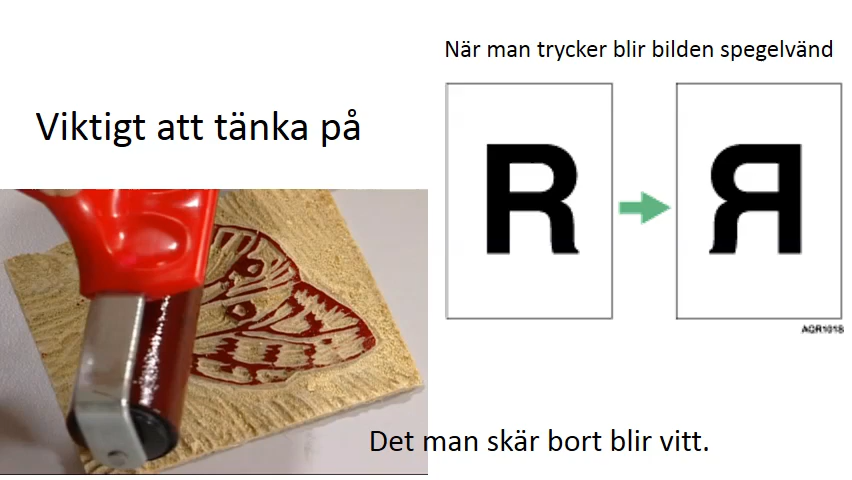 När man trycker blir bilden spegelvänd
Viktigt att tänka på
R
Я
AQR101S
Det man skär bort blir vitt.